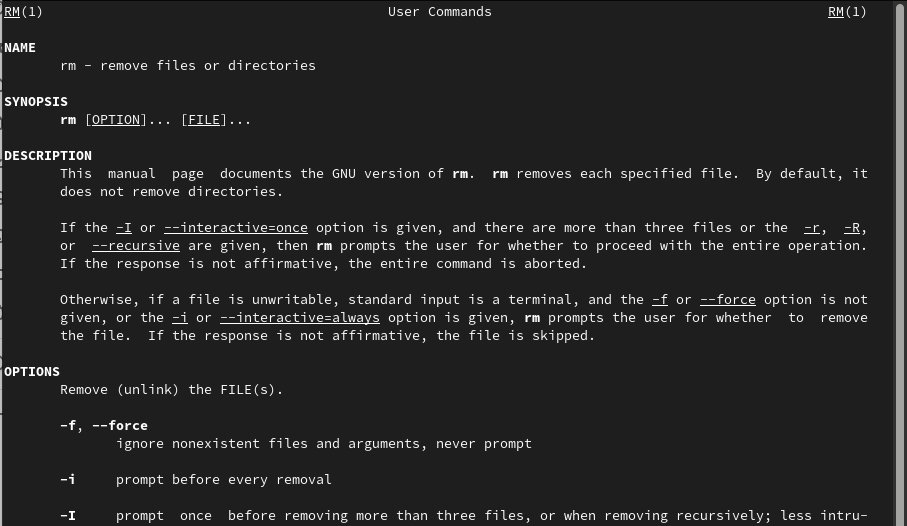 RM(1) User Commands RM(1)
NAME
rm - remove files or directories
SYNOPSIS
rm [OPTION]... [FILE]...
DESCRIPTION
This manual page documents the GNU version of rm. rm removes each specified file. By default, it
does not remove directories.
If the -I or --interactive=once option is given, and there are more than three files or the -r, -R,
or --recursive are given, then rm prompts the user for whether to proceed with the entire operation.
If the response is not affirmative, the entire command is aborted.
Otherwise, if a file is unwritable, standard input is a terminal, and the -f or --force option is not
given, or the -i or --interactive=always option is given, rm prompts the user for whether to remove
the file. If the response is not affirmative, the file is skipped.
OPTIONS
Remove (unlink) the FILE(s).
-f, --force
ignore nonexistent files and arguments, never prompt
-i prompt before every removal
-I prompt once before removing more than three files, or when removing recursively; less intru-